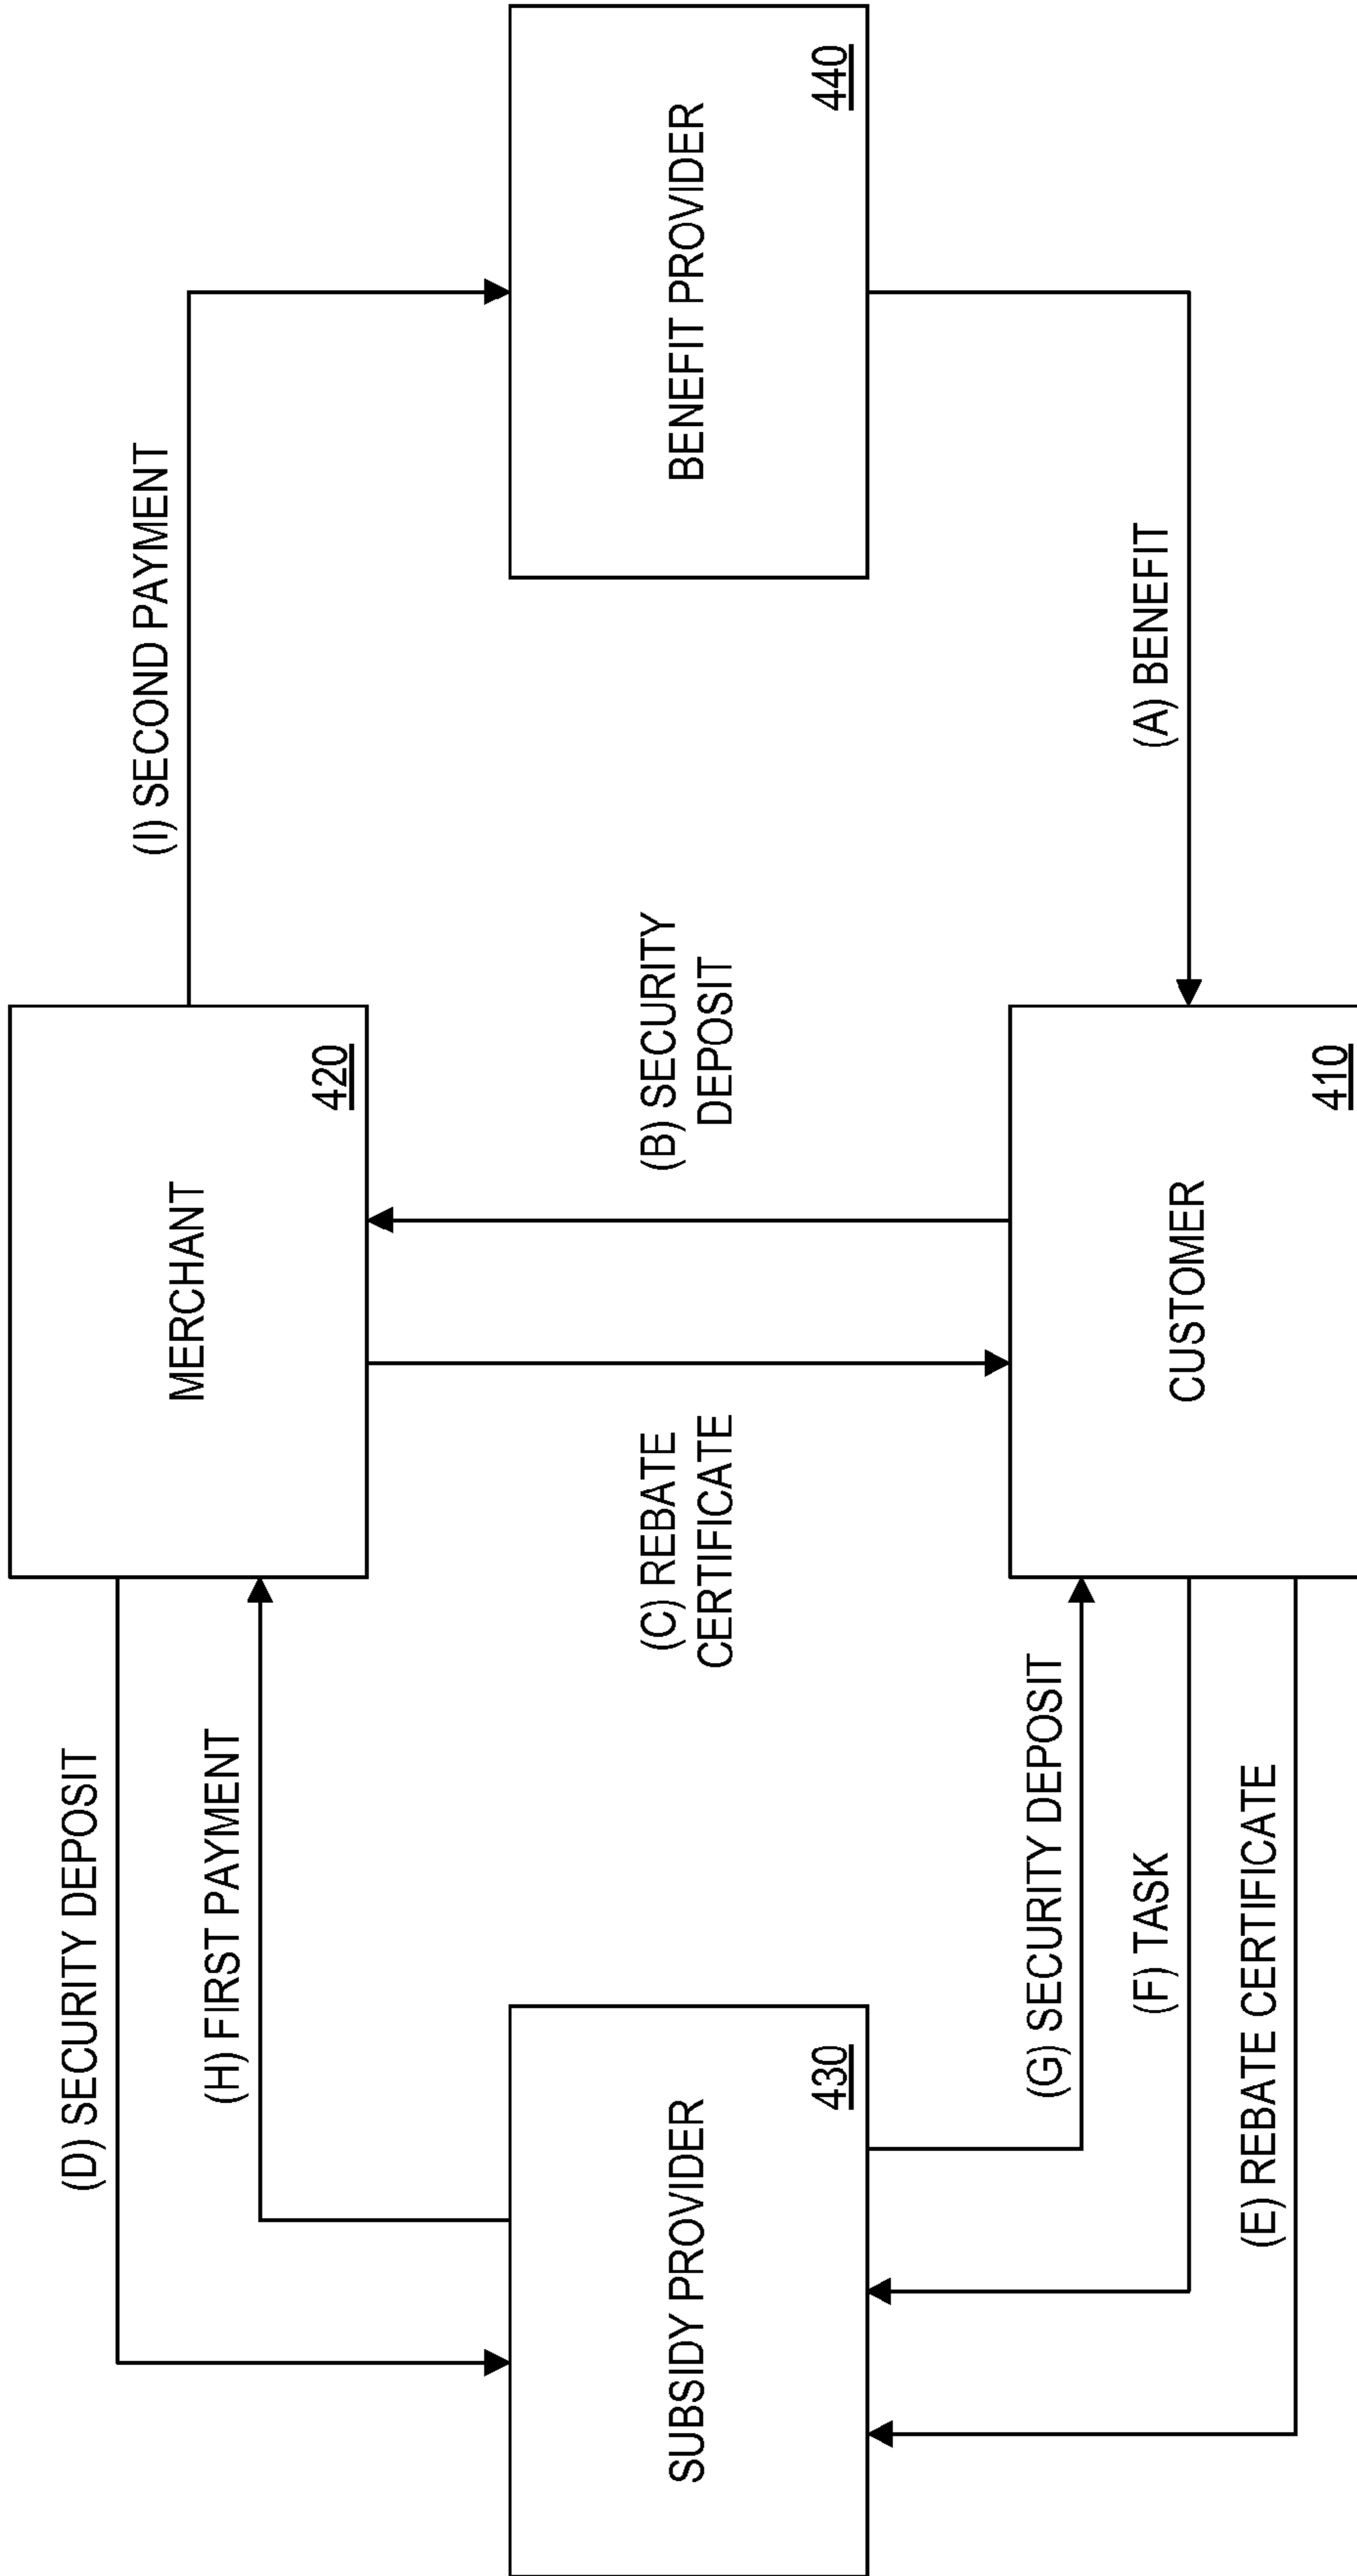 (D) SECURITY DEPOSIT
(H) FIRST PAYMENT
MERCHANT
420
(I) SECOND PAYMENT
SUBSIDY PROVIDER
430
(C) REBATE
CERTIFICATE
(B) SECURITY
DEPOSIT
BENEFIT PROVIDER
440
(G) SECURITY DEPOSIT
(F) TASK
(E) REBATE CERTIFICATE
CUSTOMER
410
(A) BENEFIT